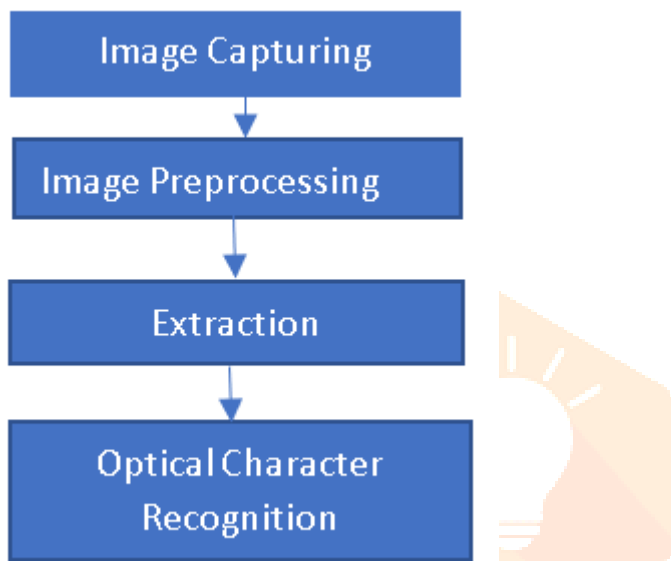 Image Capturing
Image Preprocessing
Extraction
Optical Character
Recognition